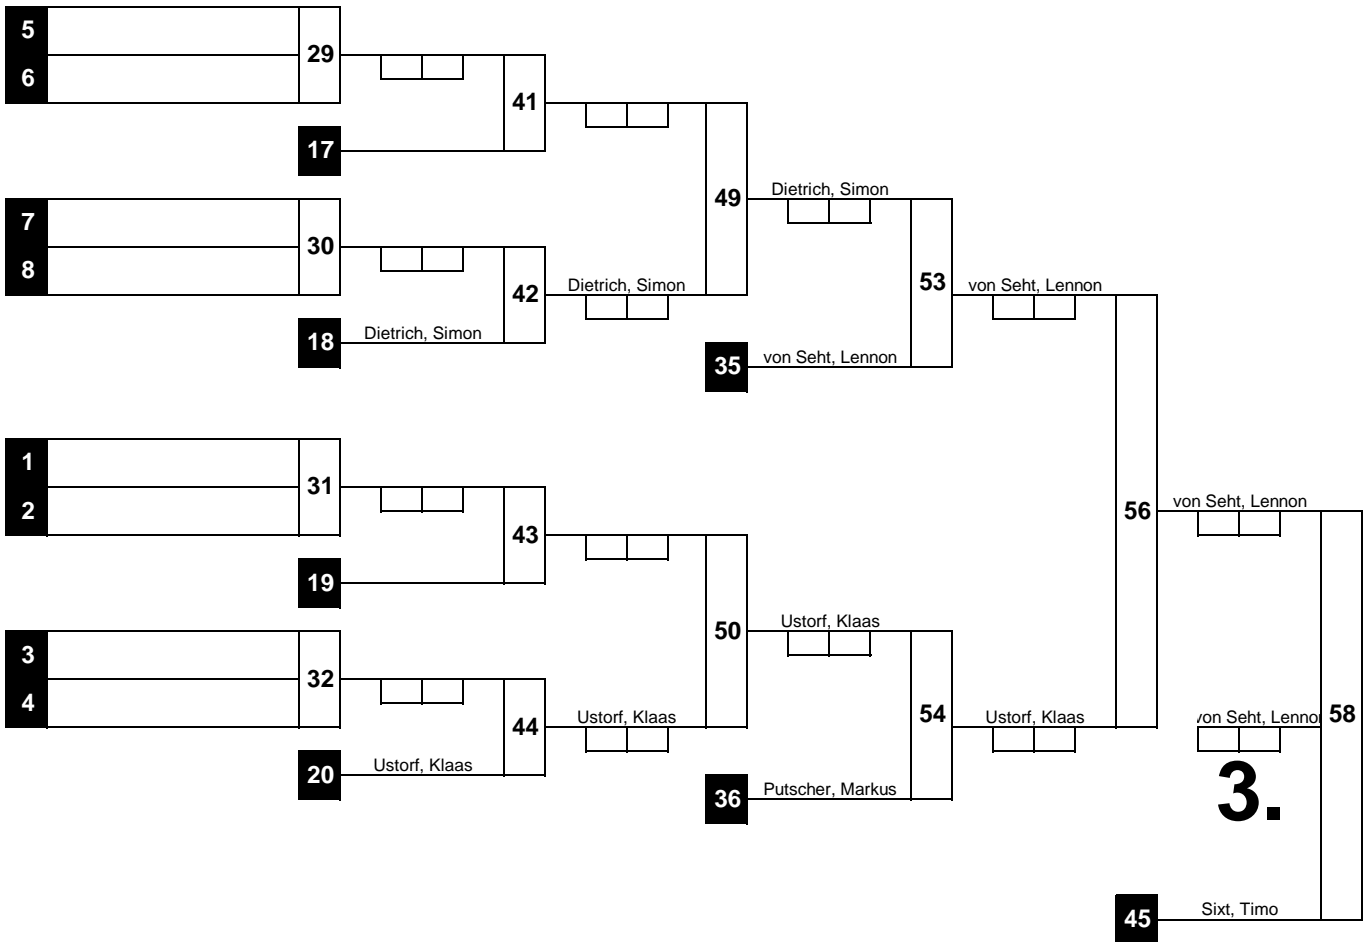 5
29
6
41
17
49
Dietrich, Simon
7
30
8
42
Dietrich, Simon
53
von Seht, Lennon
18
Dietrich, Simon
35
von Seht, Lennon
1
31
2
56
von Seht, Lennon
43
19
50
Ustorf, Klaas
3
32
4
44
Ustorf, Klaas
54
Ustorf, Klaas
von Seht, Lennon
58
20
Ustorf, Klaas
36
Putscher, Markus
3.
45
Sixt, Timo